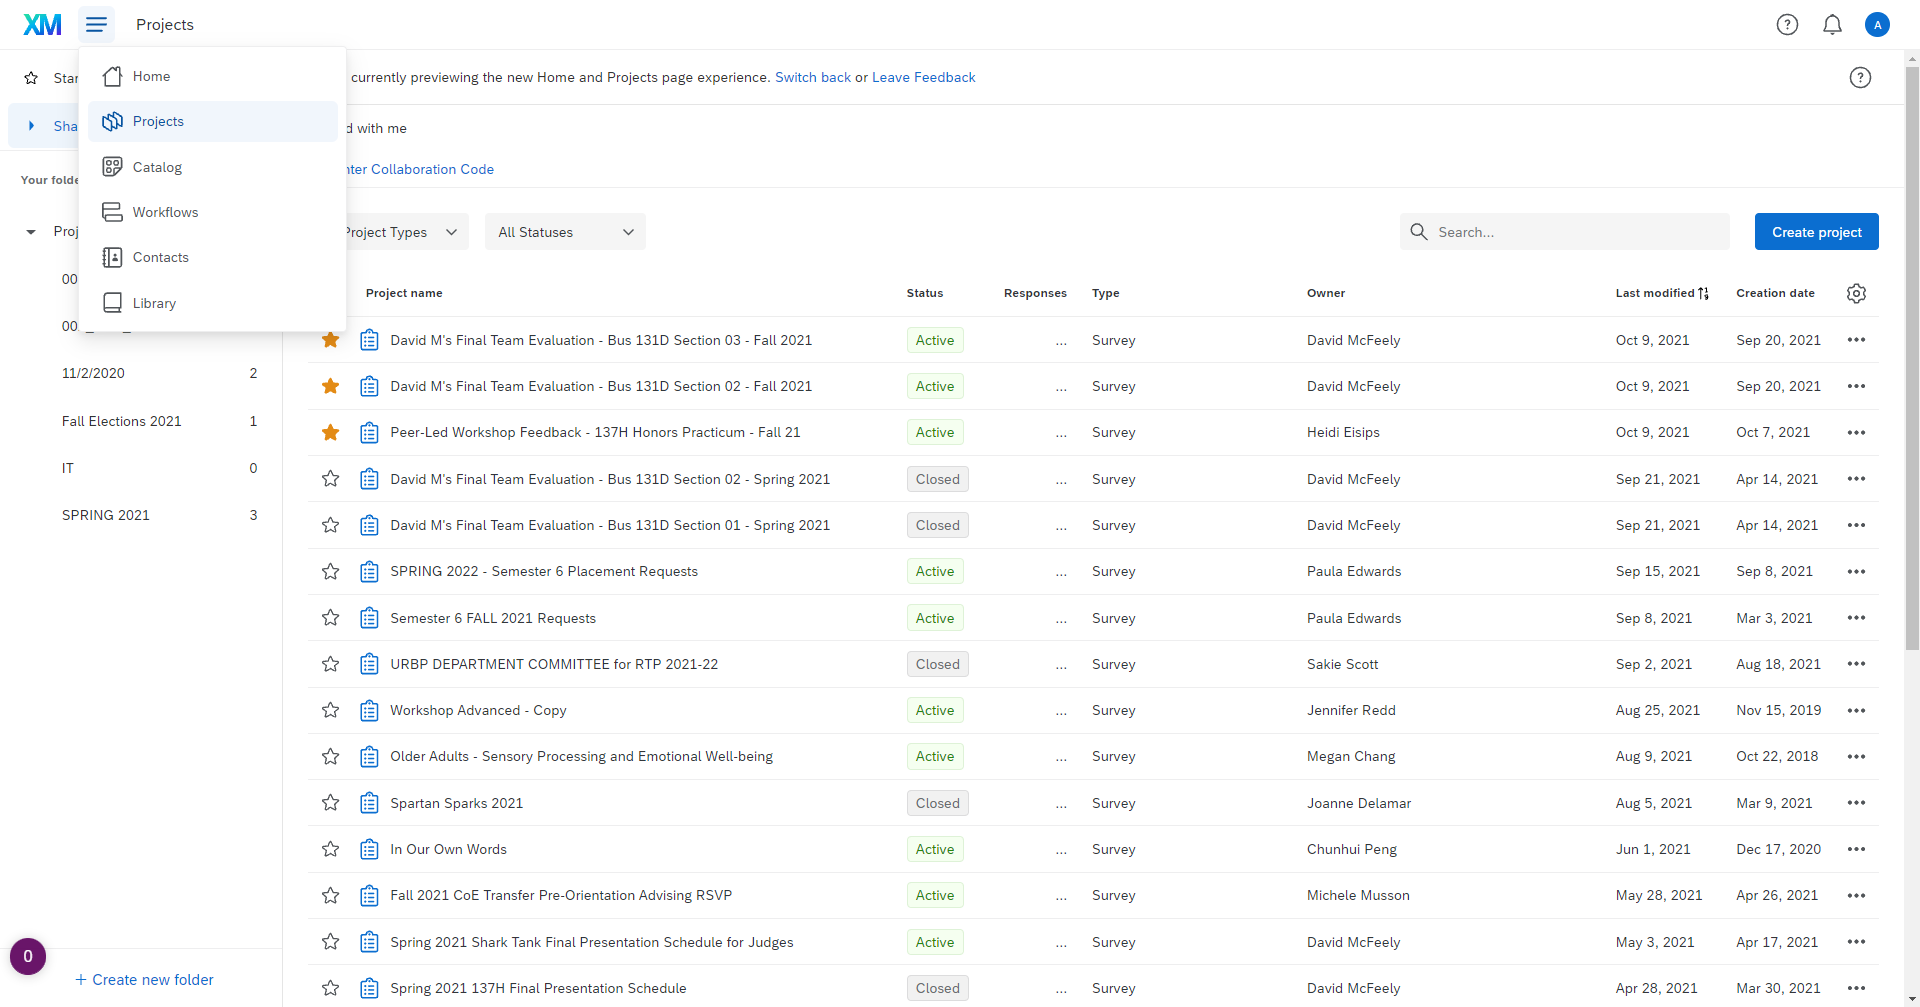 XM
Projects
A
Home
Projects
Catalog
Workflows
Contacts
Library
Star
Sha
Your folde
Proj
00
00
11/2/2020 2
Fall Elections 2021 1
IT 0
SPRING 2021 3
0
+ Create new folder
currently previewing the new Home and Projects page experience. Switch back or Leave Feedback
d with me
nter Collaboration Code
Project Types
All Statuses
Search...
Create project
Project name Status Responses Type Owner Last modified Creation date
David M's Final Team Evaluation - Bus 131D Section 03 - Fall 2021 Active ... Survey David McFeely Oct 9, 2021 Sep 20, 2021 •••
David M's Final Team Evaluation - Bus 131D Section 02 - Fall 2021 Active ... Survey David McFeely Oct 9, 2021 Sep 20, 2021 •••
Peer-Led Workshop Feedback - 137H Honors Practicum - Fall 21 Active ... Survey Heidi Eisips Oct 9, 2021 Oct 7, 2021 •••
David M's Final Team Evaluation - Bus 131D Section 02 - Spring 2021 Closed ... Survey David McFeely Sep 21, 2021 Apr 14, 2021 •••
David M's Final Team Evaluation - Bus 131D Section 01 - Spring 2021 Closed ... Survey David McFeely Sep 21, 2021 Apr 14, 2021 •••
SPRING 2022 - Semester 6 Placement Requests Active ... Survey Paula Edwards Sep 15, 2021 Sep 8, 2021 •••
Semester 6 FALL 2021 Requests Active ... Survey Paula Edwards Sep 8, 2021 Mar 3, 2021 •••
URBP DEPARTMENT COMMITTEE for RTP 2021-22 Closed ... Survey Sakie Scott Sep 2, 2021 Aug 18, 2021 •••
Workshop Advanced - Copy Active ... Survey Jennifer Redd Aug 25, 2021 Nov 15, 2019 •••
Older Adults - Sensory Processing and Emotional Well-being Active ... Survey Megan Chang Aug 9, 2021 Oct 22, 2018 •••
Spartan Sparks 2021 Closed ... Survey Joanne Delamar Aug 5, 2021 Mar 9, 2021 •••
In Our Own Words Active ... Survey Chunhui Peng Jun 1, 2021 Dec 17, 2020 •••
Fall 2021 CoE Transfer Pre-Orientation Advising RSVP Active ... Survey Michele Musson May 28, 2021 Apr 26, 2021 •••
Spring 2021 Shark Tank Final Presentation Schedule for Judges Active ... Survey David McFeely May 3, 2021 Apr 17, 2021 •••
Spring 2021 137H Final Presentation Schedule Closed ... Survey David McFeely Apr 28, 2021 Mar 30, 2021 •••